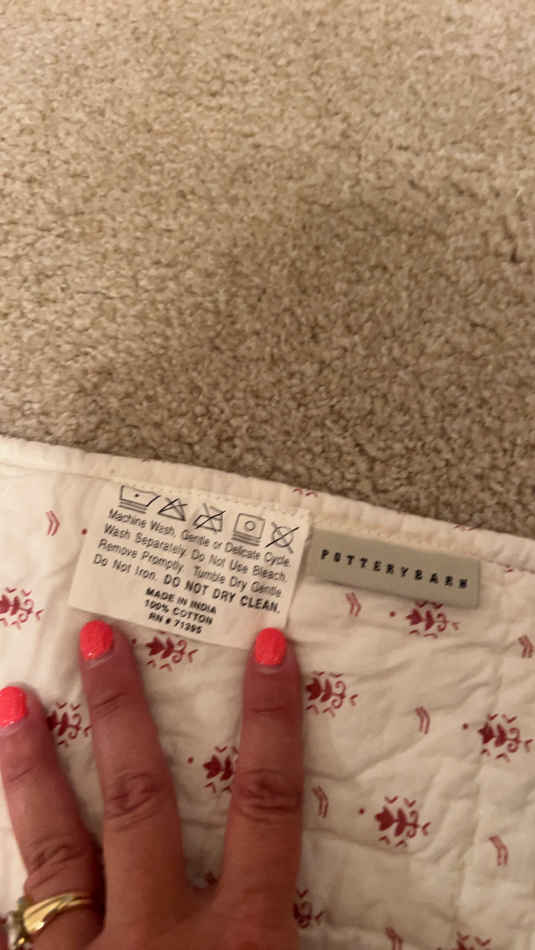 Machine Wash, Gentle or Delicate Cycle.
Wash Separately. Do Not Use Bleach.
Remove Promptly. Tumble Dry Gentle
Do Not Iron. DO NOT DRY CLEAN.
MADE IN INDIA
100% COTTON
RN # 71395
POTTERYBARN